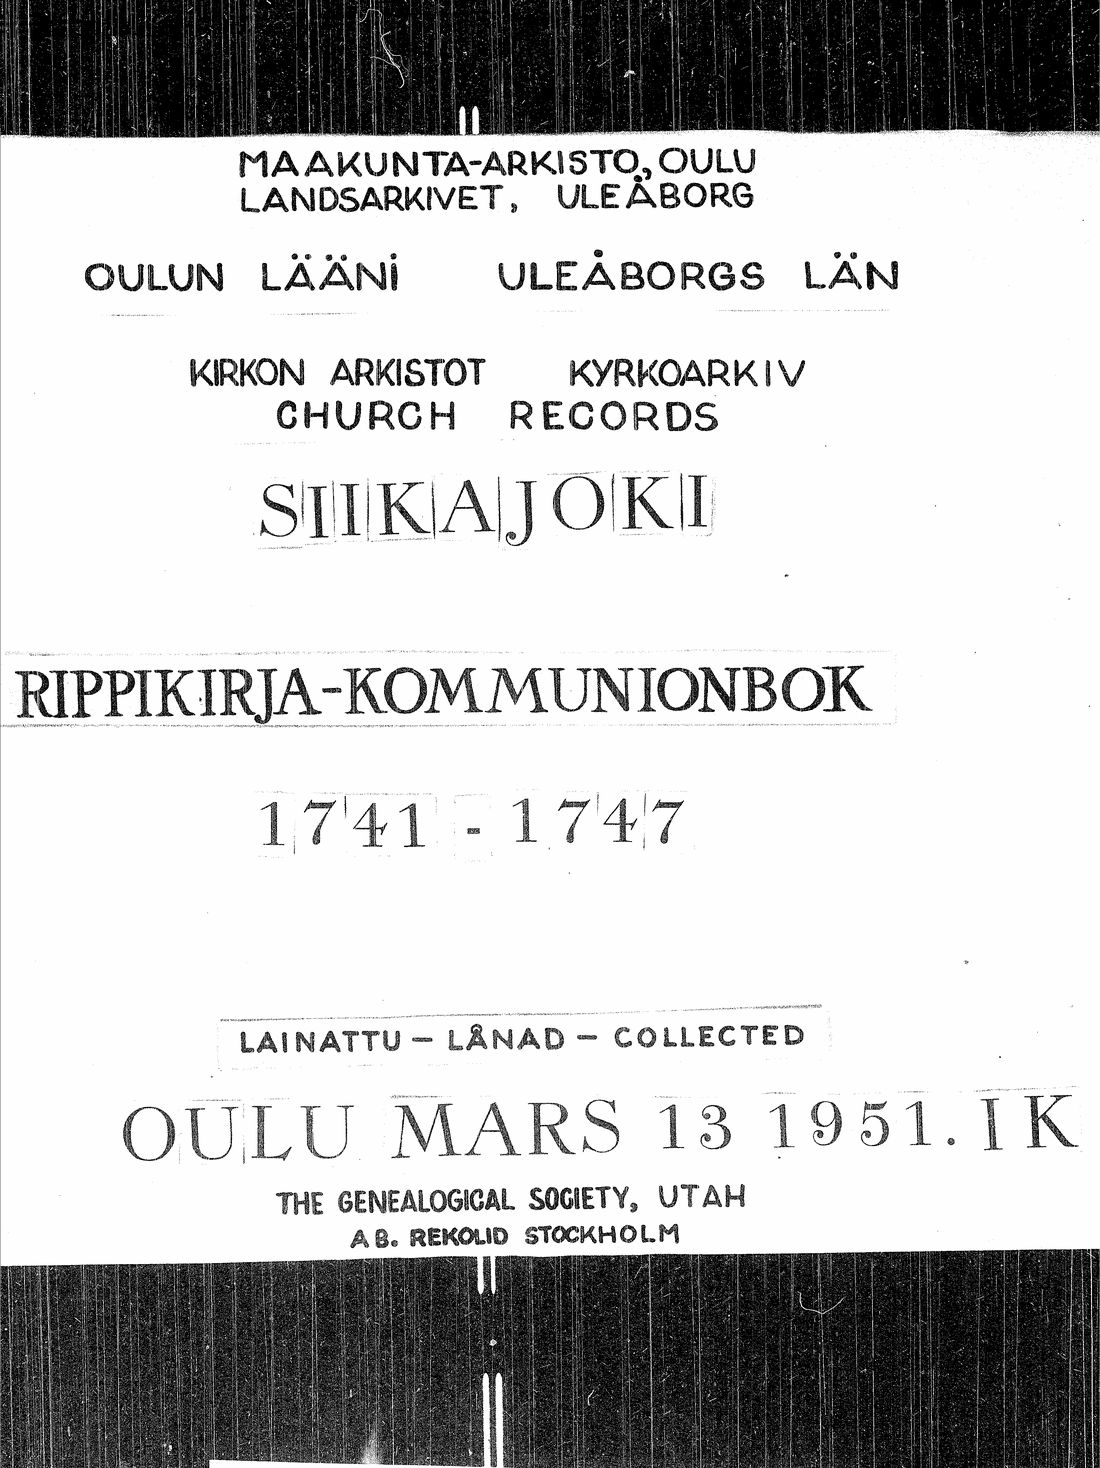 MAAKUNTA-ARKISTO, OULU
LANDSARKIVET, ULEÅBORG
OULUN LÄÄNI ULEÅBORGS LÄN
KIRKON ARKISTOT KYRKOARKIV
CHURCH RECORDS
SIIKAJOKI
RIPPIKIRJA-KOMMUNIONBOK
1741 - 1747
LAINATTU - LÅNAD - COLLECTED
OULU MARS 13 1951. I K
THE GENEALOGICAL SOCIETY, UTAH
AB. REKOLID STOCKHOLM